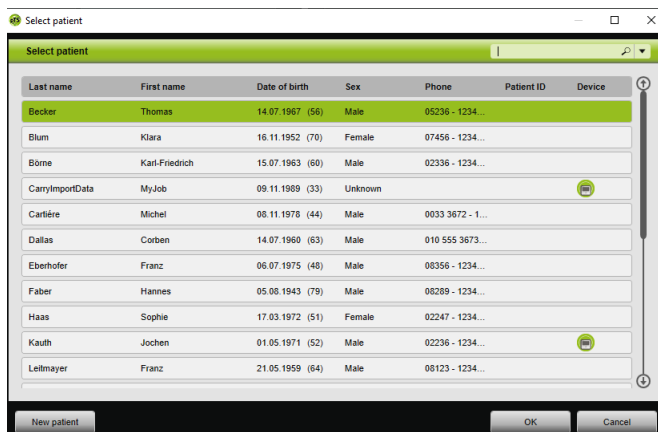 Select patient
Select patient
Last name First name Date of birth Sex Phone Patient ID Device
Becker Thomas 14.07.1967 (56) Male 05236 - 1234...
Blum Klara 16.11.1952 (70) Female 07456 - 1234...
Börne Karl-Friedrich 15.07.1963 (60) Male 02336 - 1234...
CarryImportData MyJob 09.11.1989 (33) Unknown
Cartiére Michel 08.11.1978 (44) Male 0033 3672 - 1...
Dallas Corben 14.07.1960 (63) Male 010 555 3673...
Eberhofer Franz 06.07.1975 (48) Male 08356 - 1234...
Faber Hannes 05.08.1943 (79) Male 08289 - 1234...
Haas Sophie 17.03.1972 (51) Female 02247 - 1234...
Kauth Jochen 01.05.1971 (52) Male 02236 - 1234...
Leitmayer Franz 21.05.1959 (64) Male 08123 - 1234...
New patient OK Cancel